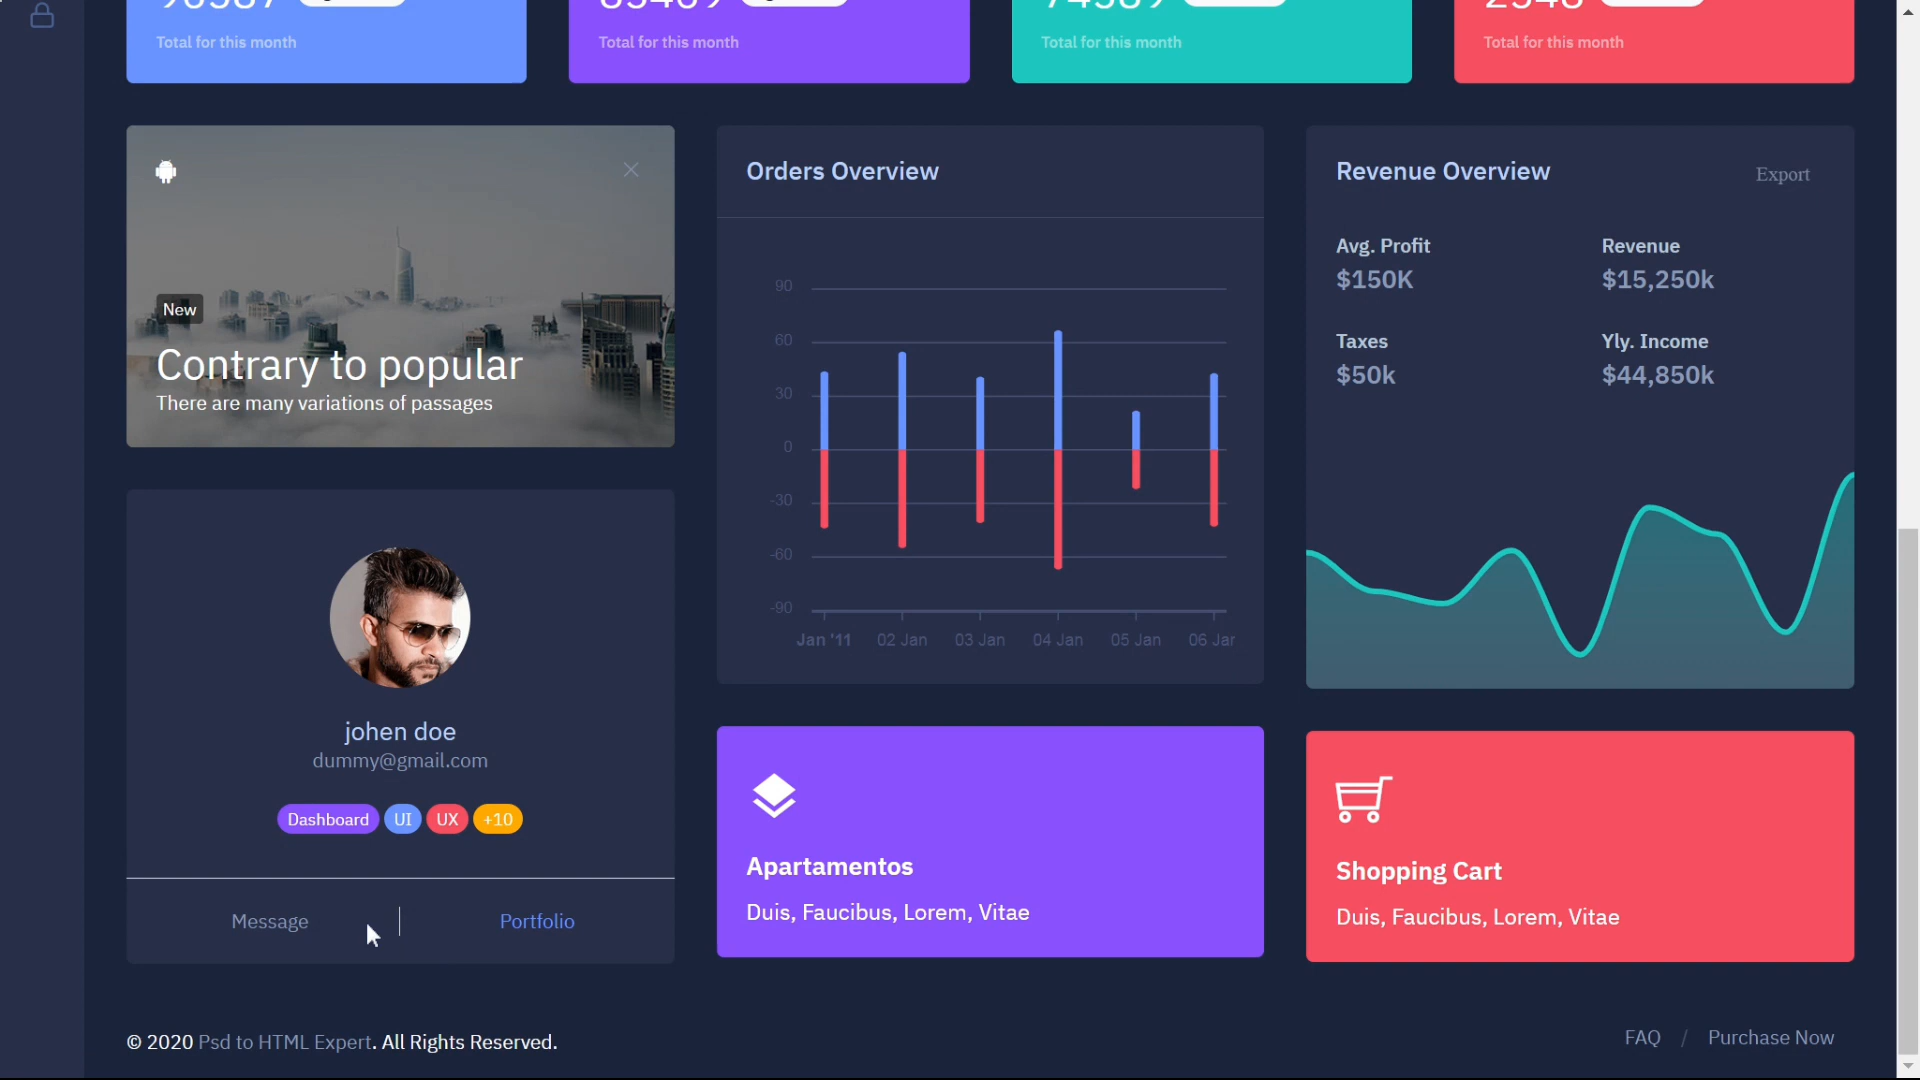 Total for this month
Total for this month
Total for this month
Total for this month
New
Contrary to popular
There are many variations of passages
johen doe
dummy@gmail.com
Dashboard UI UX +10
Message Portfolio
Orders Overview
90
60
30
0
-30
-60
-90
Jan '11 02 Jan 03 Jan 04 Jan 05 Jan 06 Jar
Apartamentos
Duis, Faucibus, Lorem, Vitae
Revenue Overview Export
Avg. Profit Revenue
$150K $15,250k
Taxes Yly. Income
$50k $44,850k
Shopping Cart
Duis, Faucibus, Lorem, Vitae
© 2020 Psd to HTML Expert. All Rights Reserved.
FAQ / Purchase Now